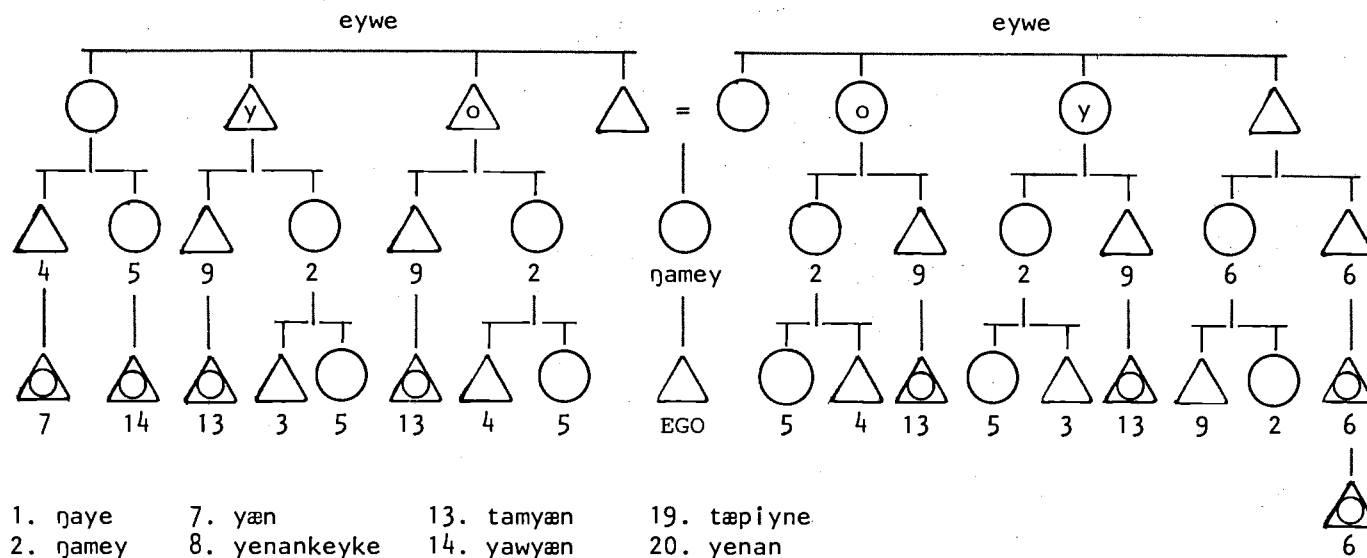 eywe eywe
y o = o y
4 5 9 2 9 2 ŋamey 2 9 2 9 6 6
7 14 13 3 5 13 4 5 EGO 5 4 13 5 3 13 9 2 6
1. ŋaye 7. yæn 13. tamyæn 19. tæpiyne
2. ŋamey 8. yenankeyke 14. yawyæn 20. yenan
6